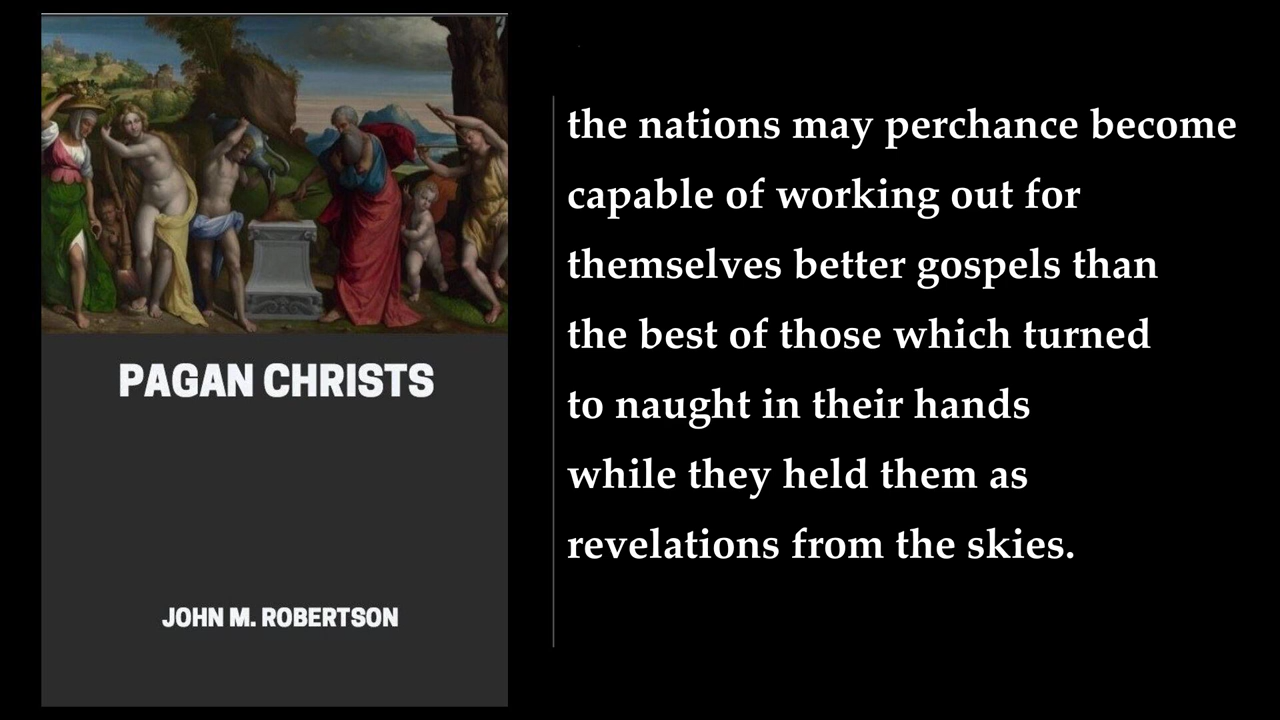 PAGAN CHRISTS
JOHN M. ROBERTSON
the nations may perchance become
capable of working out for
themselves better gospels than
the best of those which turned
to naught in their hands
while they held them as
revelations from the skies.